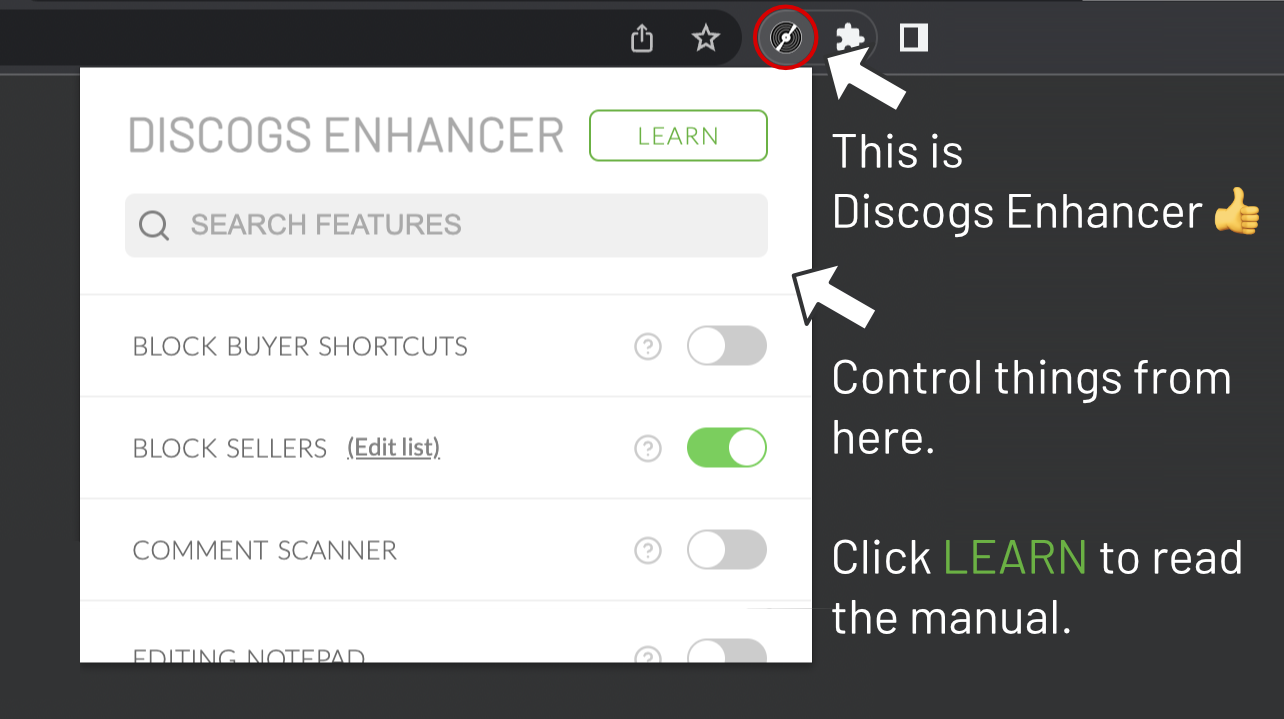 DISCOGS ENHANCER
LEARN
SEARCH FEATURES
BLOCK BUYER SHORTCUTS
BLOCK SELLERS (Edit list)
COMMENT SCANNER
EDITING NOTEPAD
This is
Discogs Enhancer 👍
Control things from
here.
Click LEARN to read
the manual.